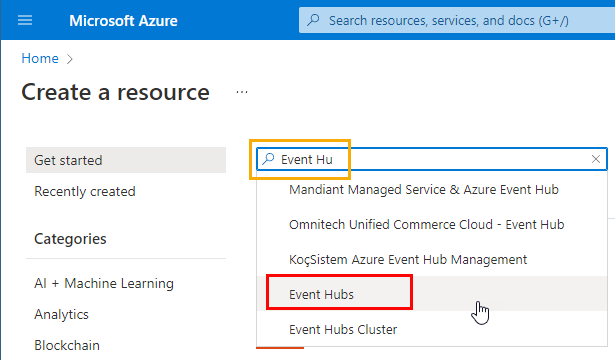 Microsoft Azure
Search resources, services, and docs (G+/)
Home >
Create a resource
...
Get started
Recently created
Categories
AI + Machine Learning
Analytics
Blockchain
Event Hu
Mandiant Managed Service & Azure Event Hub
Omnitech Unified Commerce Cloud - Event Hub
KoçSistem Azure Event Hub Management
Event Hubs
Event Hubs Cluster